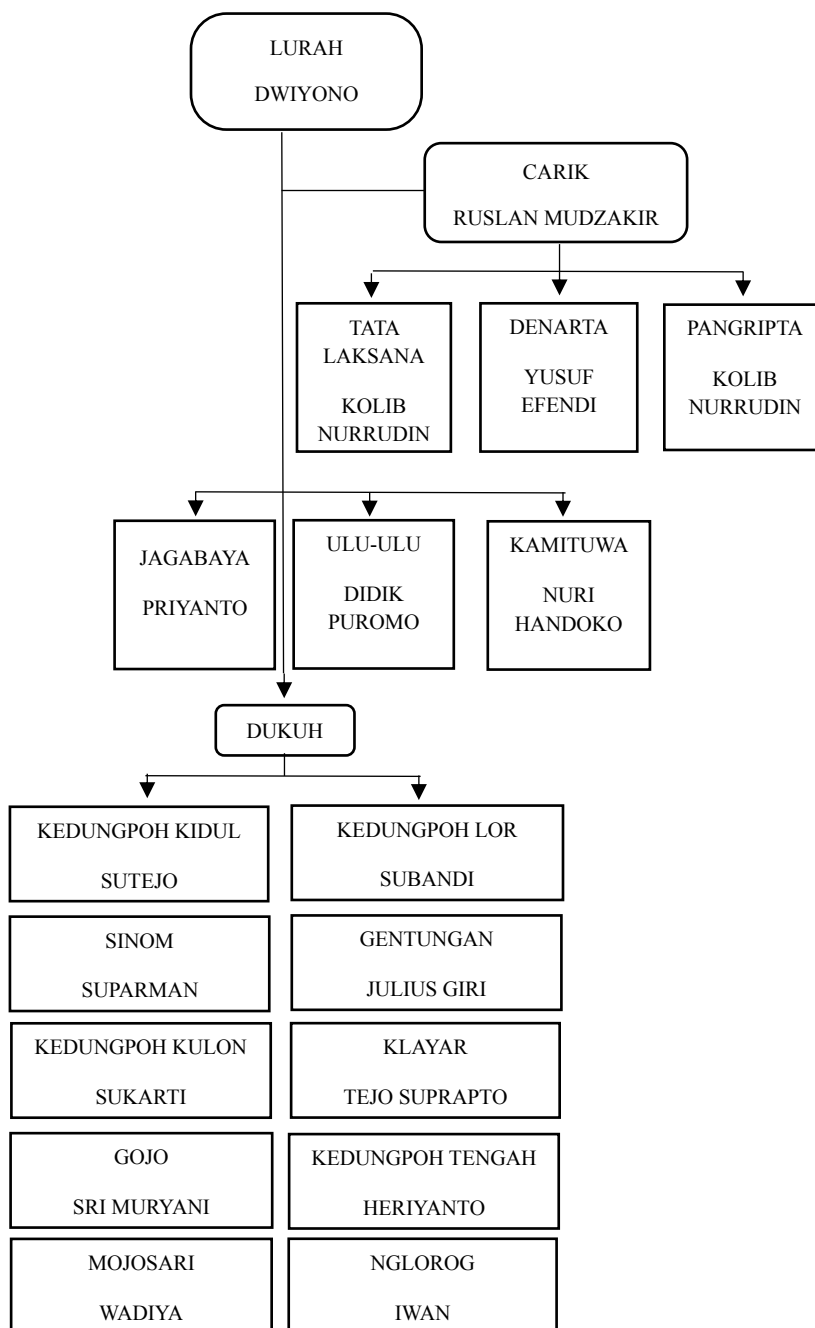 LURAH
DWIYONO
CARIK
RUSLAN MUDZAKIR
TATA
LAKSANA
KOLIB
NURRUDIN
DENARTA
YUSUF
EFENDI
PANGRIPTA
KOLIB
NURRUDIN
JAGABAYA
PRIYANTO
ULU-ULU
DIDIK
PUROMO
KAMITUWA
NURI
HANDOKO
DUKUH
KEDUNGPOH KIDUL
SUTEJO
KEDUNGPOH LOR
SUBANDI
SINOM
SUPARMAN
GENTUNGAN
JULIUS GIRI
KEDUNGPOH KULON
SUKARTI
KLAYAR
TEJO SUPRAPTO
GOJO
SRI MURYANI
KEDUNGPOH TENGAH
HERIYANTO
MOJOSARI
WADIYA
NGLOROG
IWAN